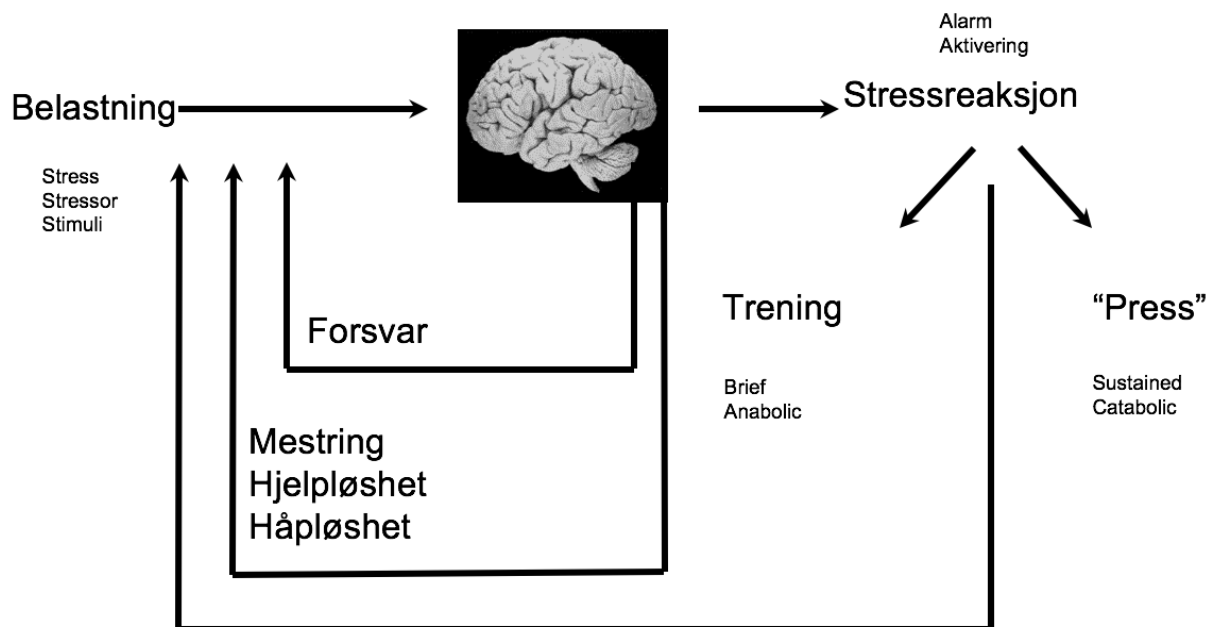 Alarm
Aktivering
Belastning
Stressreaksjon
Stress
Stressor
Stimuli
Forsvar
Trening
“Press”
Brief
Anabolic
Sustained
Catabolic
Mestring
Hjelpløshet
Håpløshet